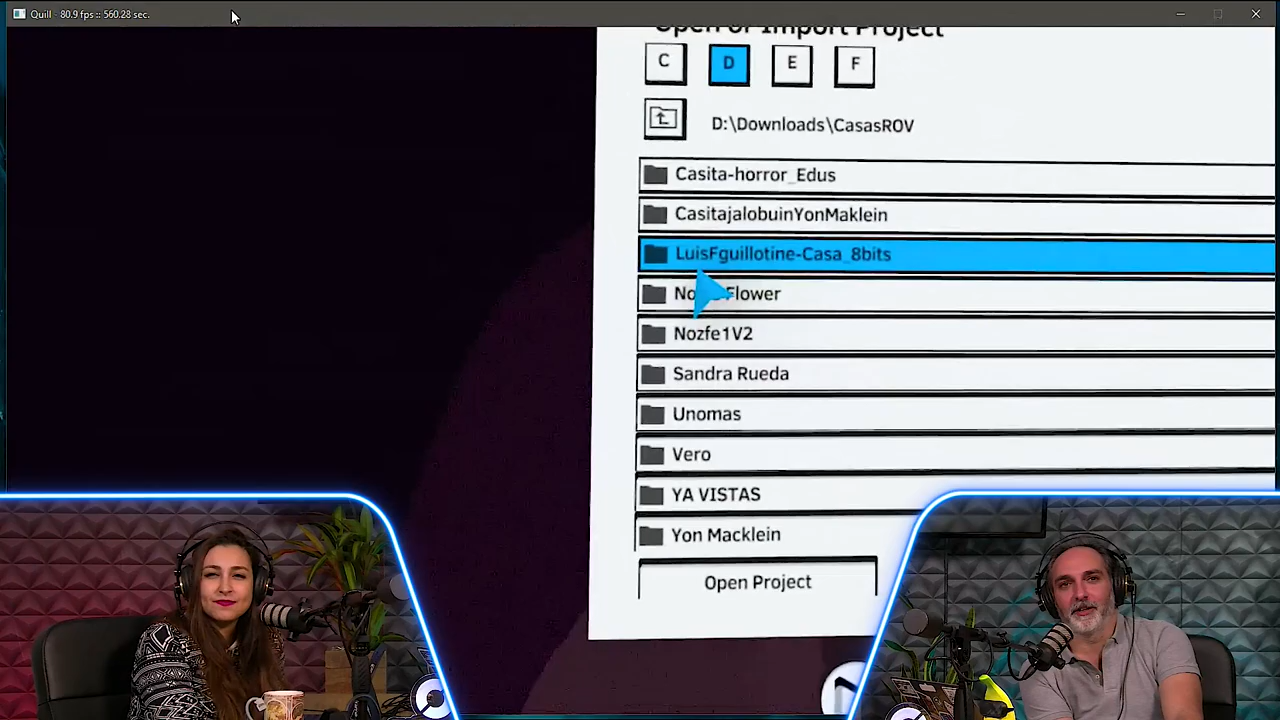 Quill - 80.9 fps :: 560.28 sec.
Open or Import Project
C D E F
D:\Downloads\CasasROV
Casita-horror_Edus
CasitajalobuinYonMaklein
LuisFguillotine-Casa_8bits
Flower
Nozfe1V2
Sandra Rueda
Unomas
Vero
YA VISTAS
Yon Macklein
Open Project